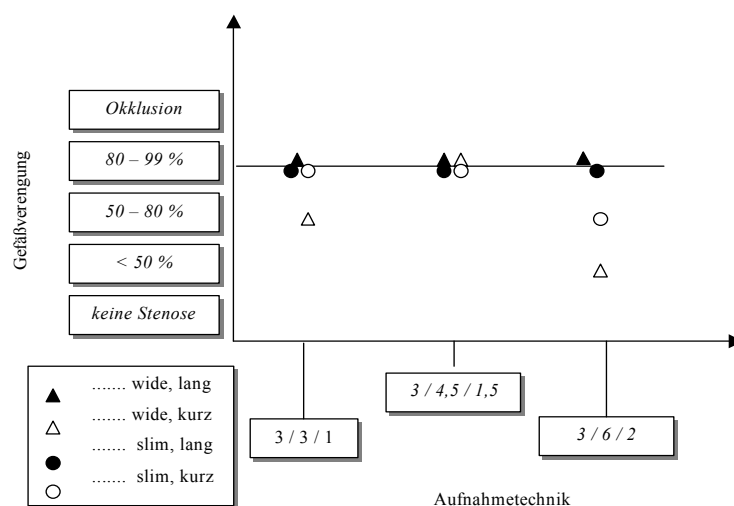 Gefäßverengung
Okklusion
80 – 99 %
50 – 80 %
< 50 %
keine Stenose
....... wide, lang
....... wide, kurz
....... slim, lang
....... slim, kurz
3 / 3 / 1
3 / 4,5 / 1,5
3 / 6 / 2
Aufnahmetechnik